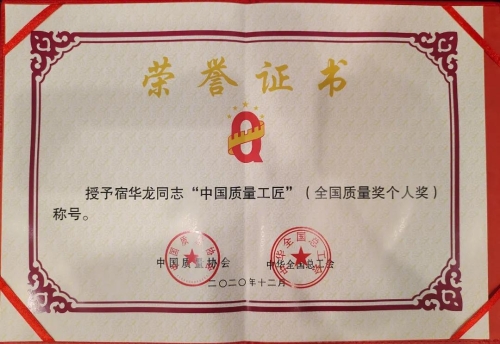 荣誉证书
Q
授予宿华龙同志“中国质量工匠”（全国质量奖个人奖）
称号。
中国质量协会 中华全国总工会
二〇二〇年十二月